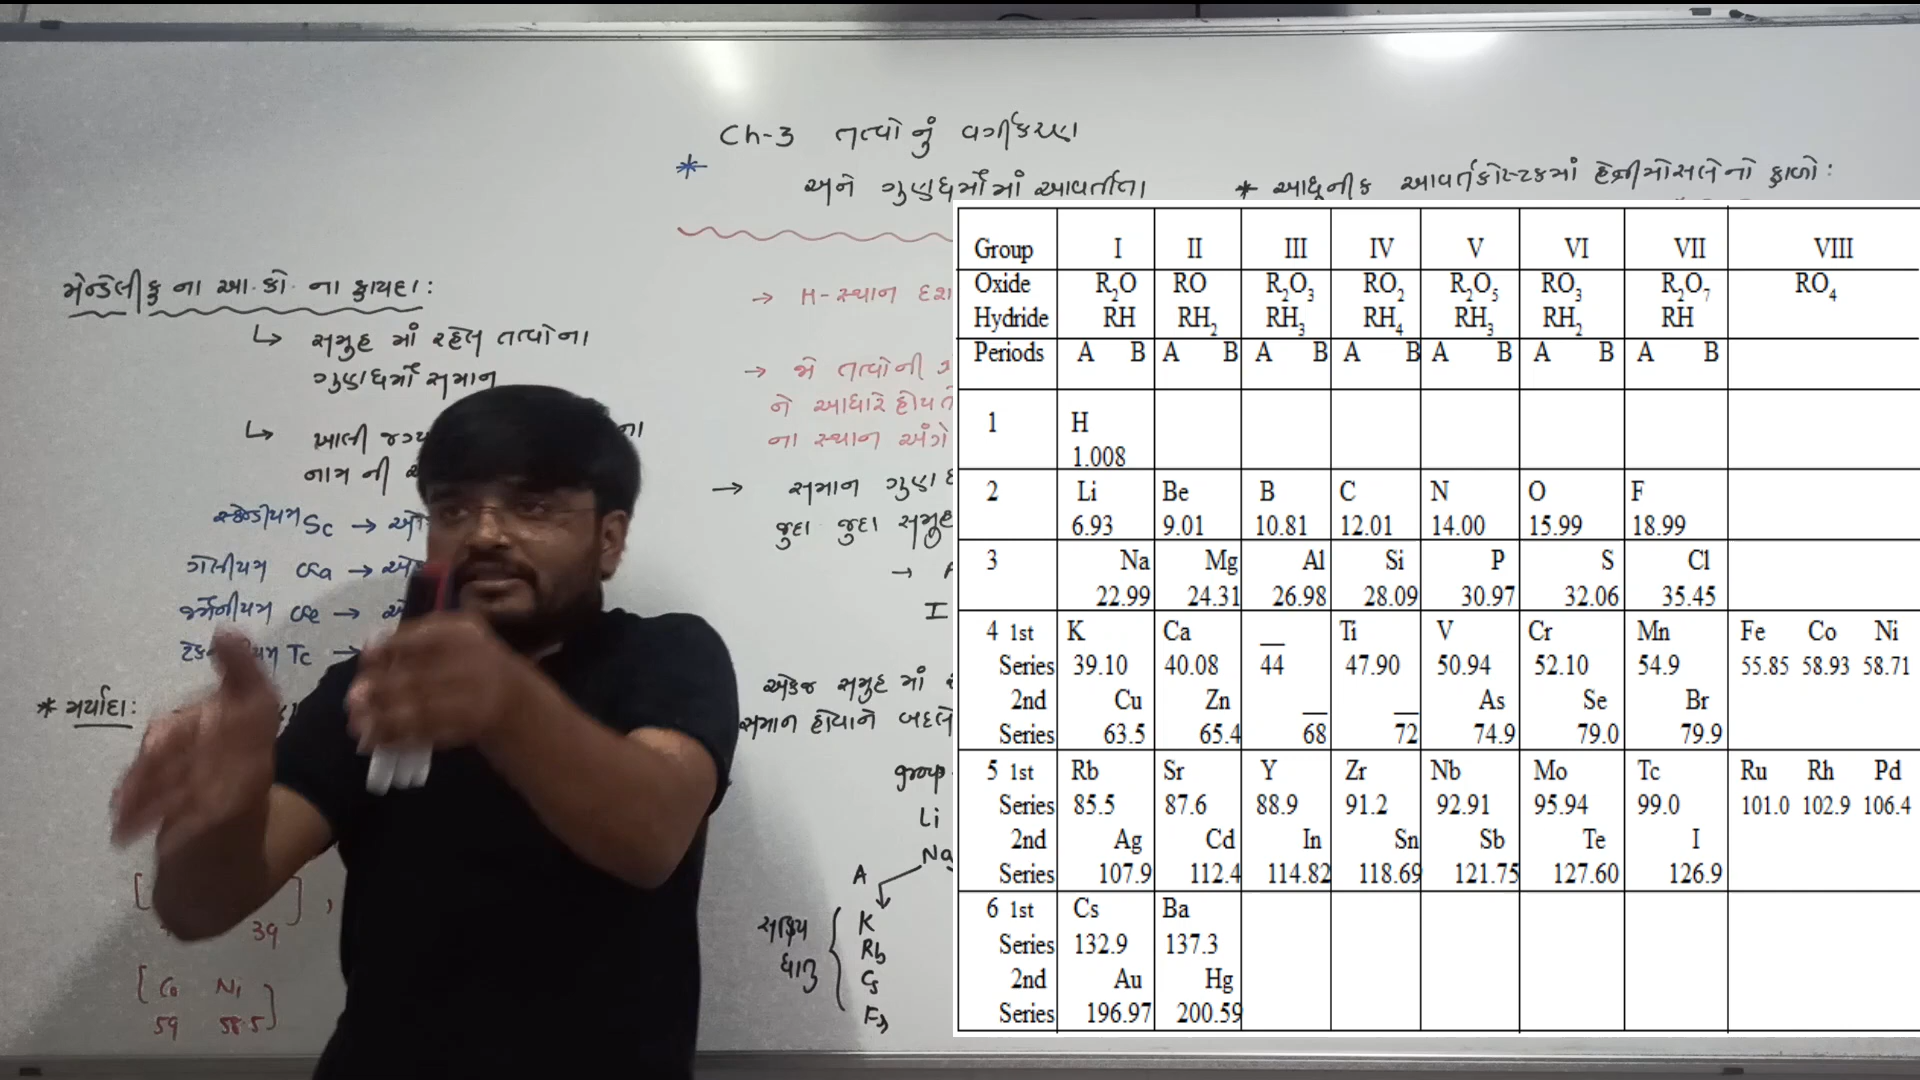 Ch-3 તત્વોનું વર્ગીકરણ
અને ગુણધર્મોમાં આવર્તીતા
* આધુનીક આવર્તકોસ્ટકમાં હેન્રીમોસલેનો ફાળો:
મેન્ડેલીફ ના આ.કો. ના ફાયદા:
↳ સમુહ માં રહેલ તત્વોના
ગુણધર્મો સમાન
↳ ખાલી
નામ ની
સ્કેન્ડીયમ Sc →
ગેલીયમ Ga →
જર્મેનીયમ Ge →
Tc →
* મર્યાદા:
39
[Co Ni]
59 58.5
→ H-સ્થાન
→ જો તત્વોની
ને આધારે હોય તો
ના સ્થાન અંગે
→ સમાન
જુદા જુદા સમુહ
→
I
એકજ સમુહ માં
સમાન હોવાને બદલે
group
Li
Na
A
K
Rb
Cs
Fr
સક્રિય
ધાતુ
Group I II III IV V VI VII VIII
Oxide R₂O RO R₂O₃ RO₂ R₂O₅ RO₃ R₂O₇ RO₄
Hydride RH RH₂ RH₃ RH₄ RH₃ RH₂ RH
Periods A B A B A B A B A B A B A B
1 H
1.008
2 Li Be B C N O F
6.93 9.01 10.81 12.01 14.00 15.99 18.99
3 Na Mg Al Si P S Cl
22.99 24.31 26.98 28.09 30.97 32.06 35.45
4 1st K Ca __ Ti V Cr Mn Fe Co Ni
Series 39.10 40.08 44 47.90 50.94 52.10 54.9 55.85 58.93 58.71
2nd Cu Zn __ __ As Se Br
Series 63.5 65.4 68 72 74.9 79.0 79.9
5 1st Rb Sr Y Zr Nb Mo Tc Ru Rh Pd
Series 85.5 87.6 88.9 91.2 92.91 95.94 99.0 101.0 102.9 106.4
2nd Ag Cd In Sn Sb Te I
Series 107.9 112.4 114.82 118.69 121.75 127.60 126.9
6 1st Cs Ba
Series 132.9 137.3
2nd Au Hg
Series 196.97 200.59